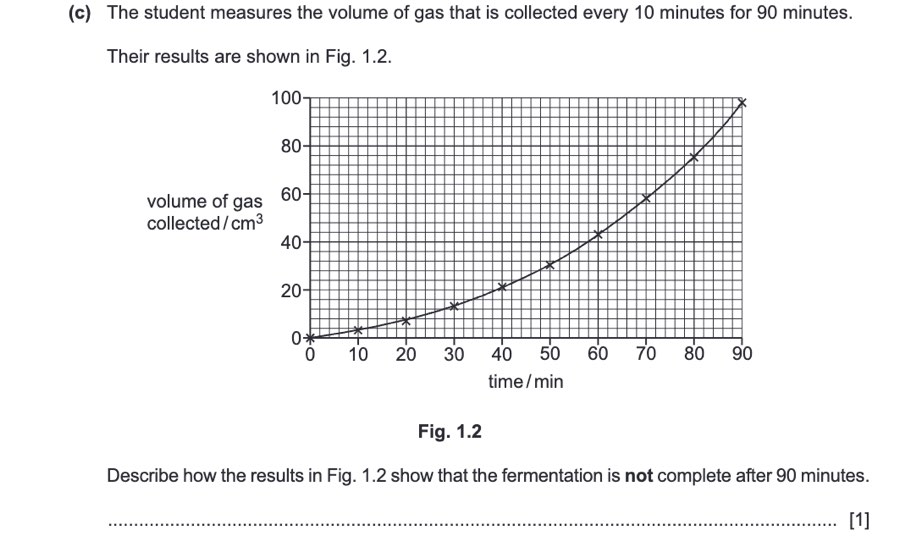 (c) The student measures the volume of gas that is collected every 10 minutes for 90 minutes.
Their results are shown in Fig. 1.2.
100
80
volume of gas
collected / cm³
60
40
20
0
0 10 20 30 40 50 60 70 80 90
time / min
Fig. 1.2
Describe how the results in Fig. 1.2 show that the fermentation is not complete after 90 minutes.
.......................................................................................................................................... [1]